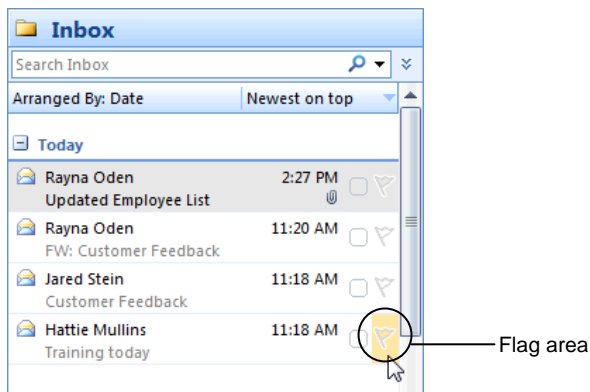 Inbox
Search Inbox
Arranged By: Date Newest on top
Today
Rayna Oden 2:27 PM
Updated Employee List
Rayna Oden 11:20 AM
FW: Customer Feedback
Jared Stein 11:18 AM
Customer Feedback
Hattie Mullins 11:18 AM
Training today
Flag area